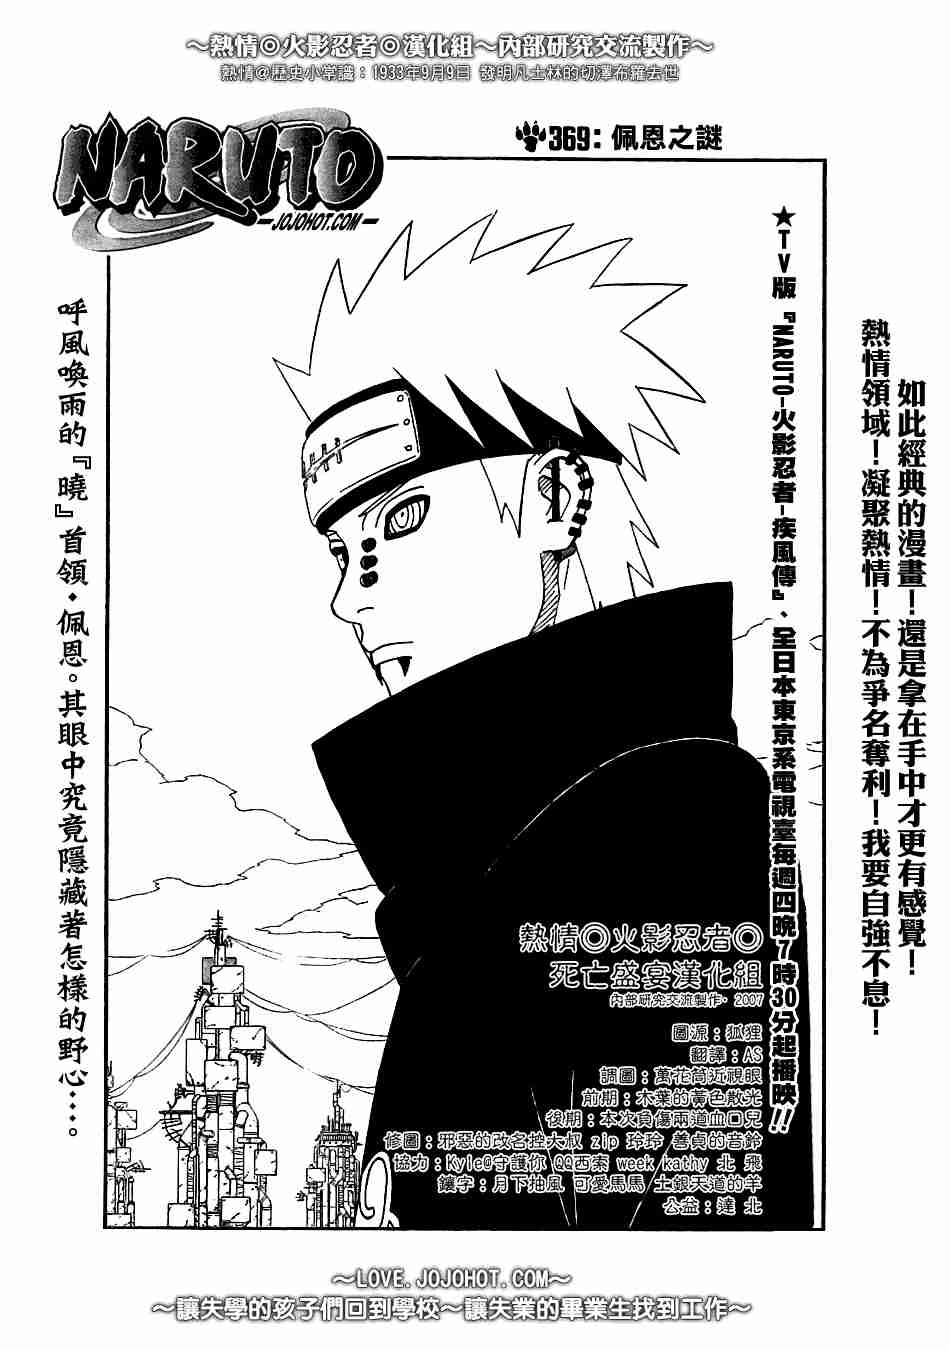 ～熱情◎火影忍者◎漢化組～內部研究交流製作～
熱情@歷史小常識：1933年9月9日 發明凡士林的切澤布羅去世
NARUTO
-JOJOHOT.COM-
369: 佩恩之謎
如此經典的漫畫！還是拿在手中才更有感覺！
熱情領域！凝聚熱情！不為爭名奪利！我要自強不息！
★TV版『NARUTO-火影忍者-疾風傳』、全日本東京系電視臺每週四晚7時30分起播映!!
呼風喚雨的『曉』首領・佩恩。其眼中究竟隱藏著怎樣的野心……。
熱情◎火影忍者◎
死亡盛宴漢化組
內部研究交流製作・2007
圖源：狐狸
翻譯：AS
調圖：萬花筒近視眼
前期：木葉的黃色散光
後期：本次負傷兩道血口兒
修圖：邪惡的改名挫大叔 zip 玲玲 善貞的音鈴
協力：Kyle@守護你 QQ西索 week kathy 北 飛
鑲字：月下抽風 可愛馬馬 土銀天道的羊
公益：達 北
～LOVE.JOJOHOT.COM～
～讓失學的孩子們回到學校～讓失業的畢業生找到工作～